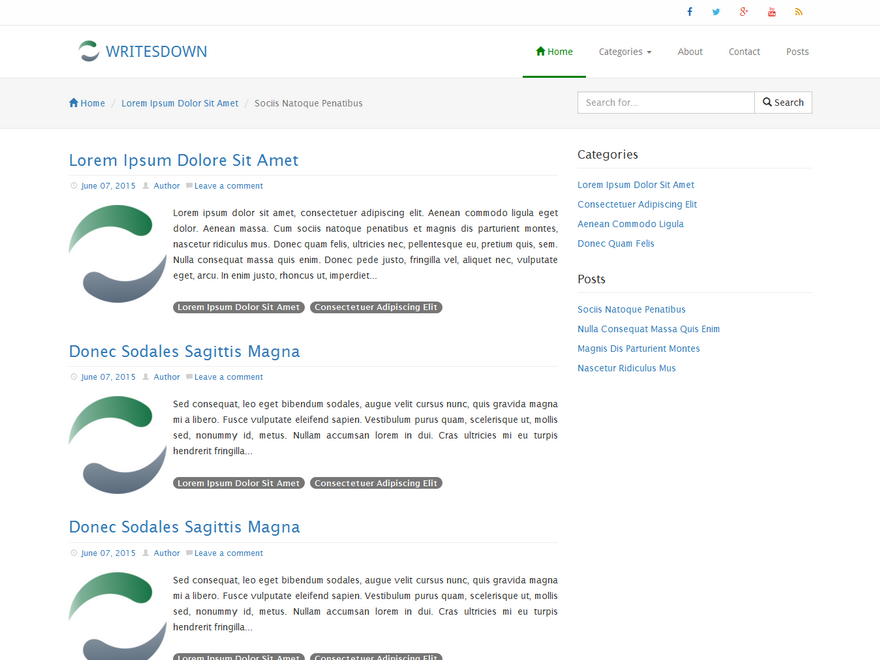 WRITESDOWN
Home Categories About Contact Posts
Home / Lorem Ipsum Dolor Sit Amet / Sociis Natoque Penatibus
Search for... Search
Lorem Ipsum Dolore Sit Amet
June 07, 2015 Author Leave a comment
Lorem ipsum dolor sit amet, consectetuer adipiscing elit. Aenean commodo ligula eget
dolor. Aenean massa. Cum sociis natoque penatibus et magnis dis parturient montes,
nascetur ridiculus mus. Donec quam felis, ultricies nec, pellentesque eu, pretium quis, sem.
Nulla consequat massa quis enim. Donec pede justo, fringilla vel, aliquet nec, vulputate
eget, arcu. In enim justo, rhoncus ut, imperdiet...
Lorem Ipsum Dolor Sit Amet Consectetuer Adipiscing Elit
Donec Sodales Sagittis Magna
June 07, 2015 Author Leave a comment
Sed consequat, leo eget bibendum sodales, augue velit cursus nunc, quis gravida magna
mi a libero. Fusce vulputate eleifend sapien. Vestibulum purus quam, scelerisque ut, mollis
sed, nonummy id, metus. Nullam accumsan lorem in dui. Cras ultricies mi eu turpis
hendrerit fringilla...
Lorem Ipsum Dolor Sit Amet Consectetuer Adipiscing Elit
Donec Sodales Sagittis Magna
June 07, 2015 Author Leave a comment
Sed consequat, leo eget bibendum sodales, augue velit cursus nunc, quis gravida magna
mi a libero. Fusce vulputate eleifend sapien. Vestibulum purus quam, scelerisque ut, mollis
sed, nonummy id, metus. Nullam accumsan lorem in dui. Cras ultricies mi eu turpis
hendrerit fringilla...
Lorem Ipsum Dolor Sit Amet Consectetuer Adipiscing Elit
Categories
Lorem Ipsum Dolor Sit Amet
Consectetuer Adipiscing Elit
Aenean Commodo Ligula
Donec Quam Felis
Posts
Sociis Natoque Penatibus
Nulla Consequat Massa Quis Enim
Magnis Dis Parturient Montes
Nascetur Ridiculus Mus